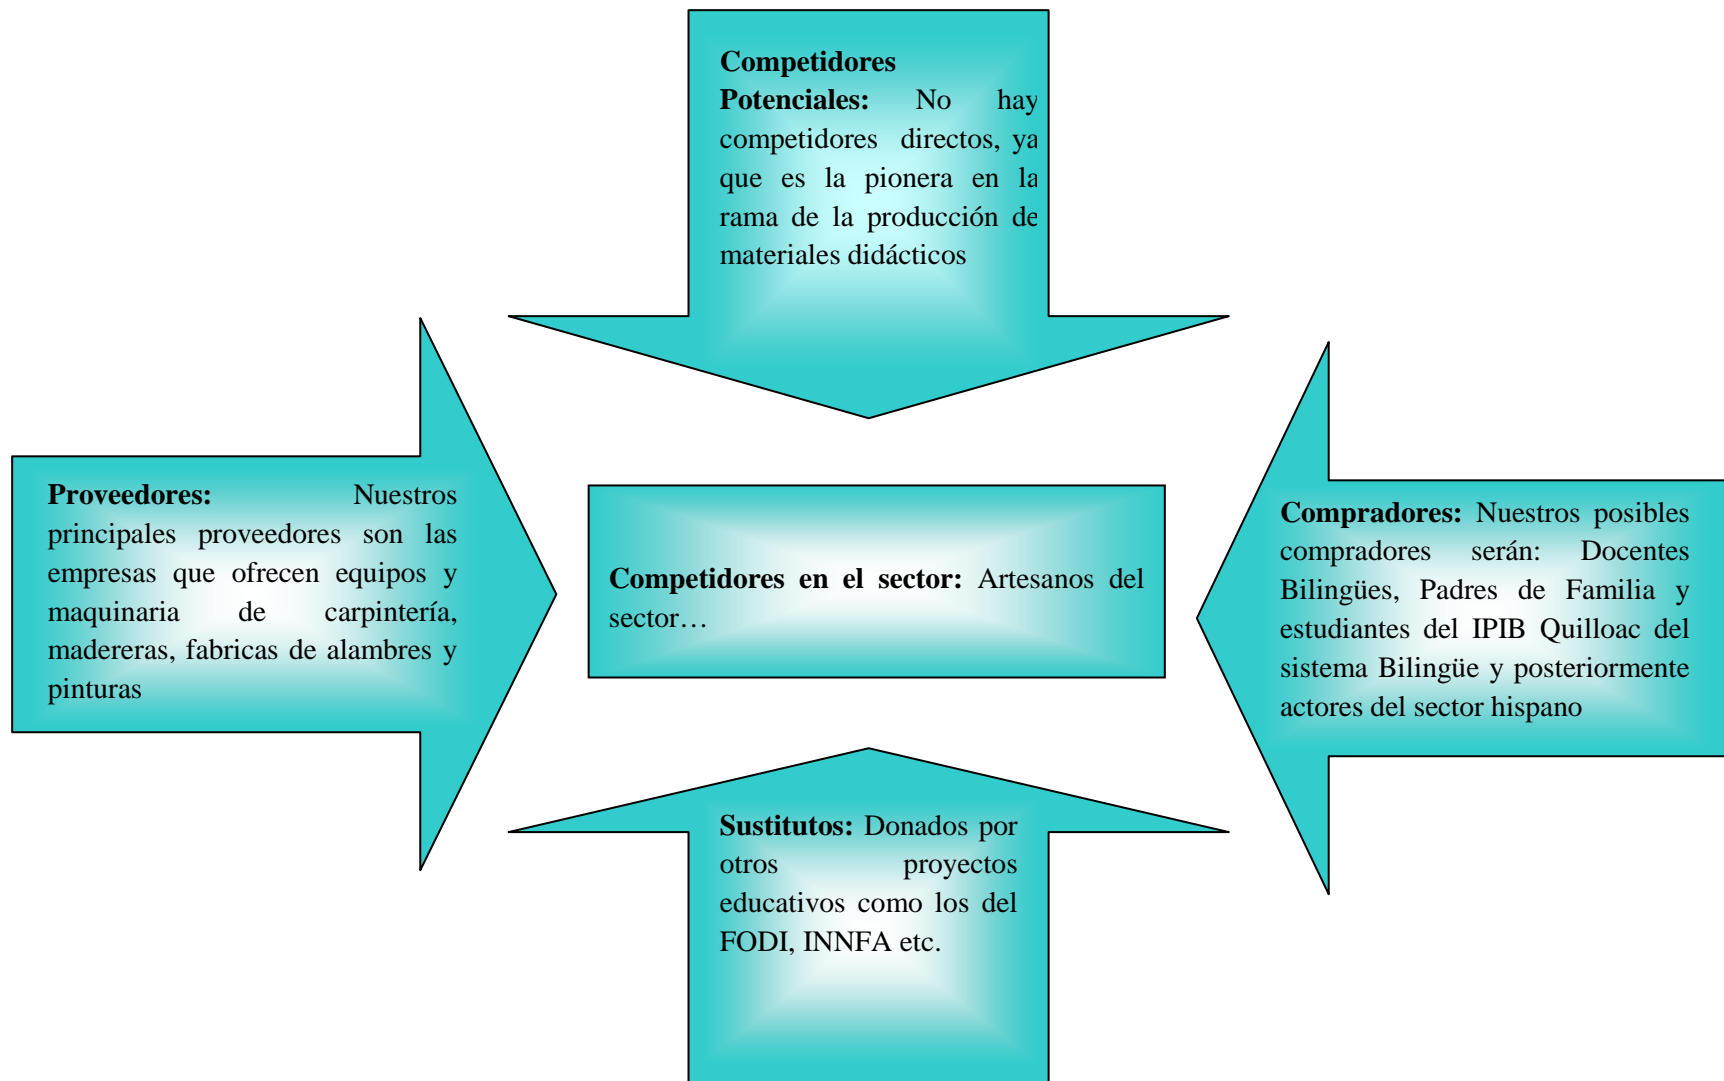 Competidores
Potenciales: No hay
competidores directos, ya
que es la pionera en la
rama de la producción de
materiales didácticos
Proveedores: Nuestros
principales proveedores son las
empresas que ofrecen equipos y
maquinaria de carpintería,
madereras, fabricas de alambres y
pinturas
Competidores en el sector: Artesanos del
sector…
Compradores: Nuestros posibles
compradores serán: Docentes
Bilingües, Padres de Familia y
estudiantes del IPIB Quilloac del
sistema Bilingüe y posteriormente
actores del sector hispano
Sustitutos: Donados por
otros proyectos
educativos como los del
FODI, INNFA etc.